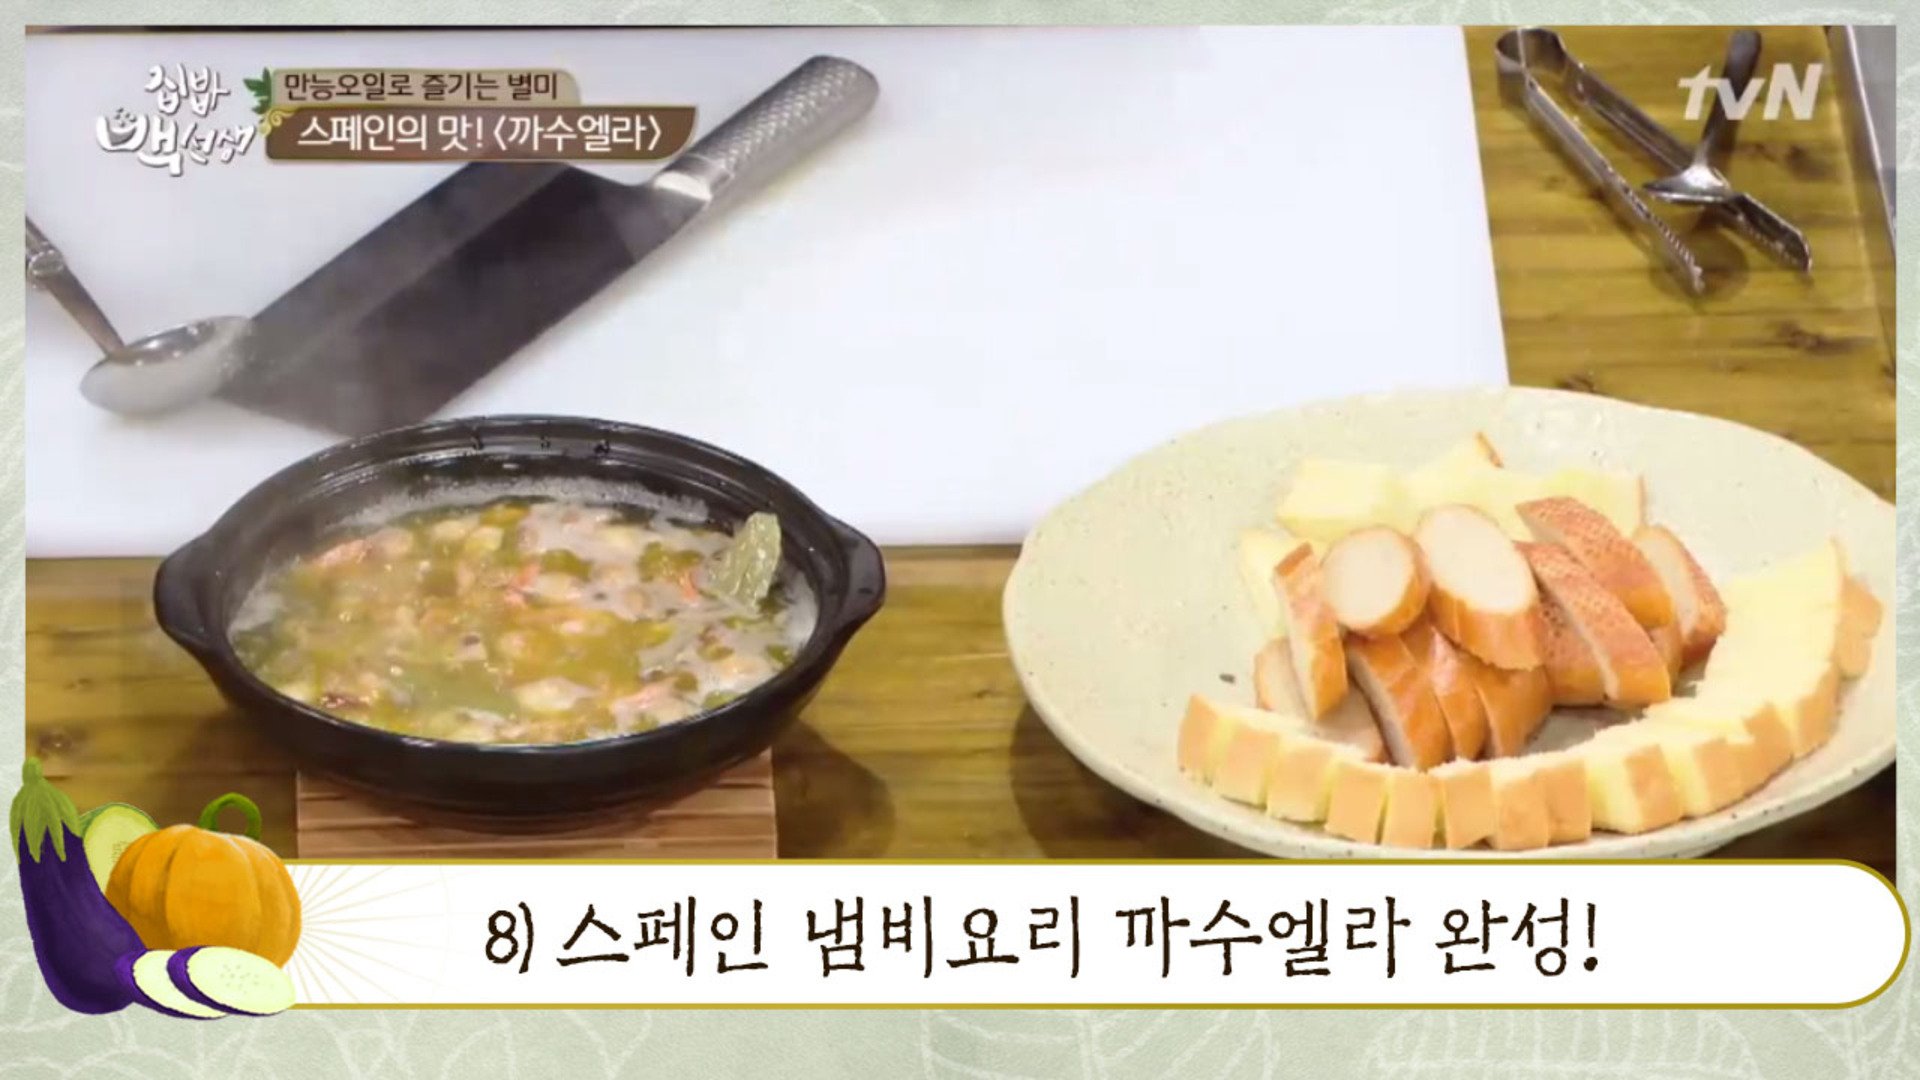 집밥
백선생
만능오일로 즐기는 별미
스페인의 맛! <까수엘라>
tvN
8) 스페인 냄비요리 까수엘라 완성!